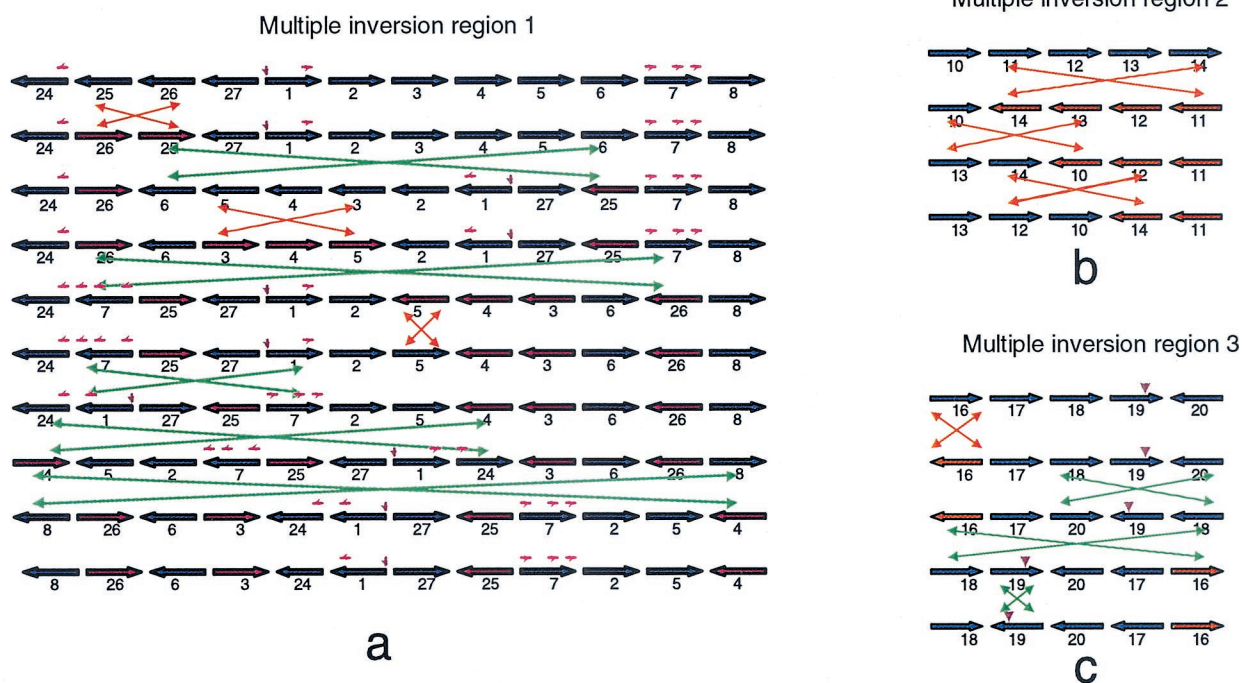 Multiple inversion region 1
24 25 26 27 1 2 3 4 5 6 7 8
24 26 25 27 1 2 3 4 5 6 7 8
24 26 6 5 4 3 2 1 27 25 7 8
24 26 6 3 4 5 2 1 27 25 7 8
24 7 25 27 1 2 5 4 3 6 26 8
24 7 25 27 1 2 5 4 3 6 26 8
24 1 27 25 7 2 5 4 3 6 26 8
4 5 2 7 25 27 1 24 3 6 26 8
8 26 6 3 24 1 27 25 7 2 5 4
8 26 6 3 24 1 27 25 7 2 5 4
a
Multiple inversion region 2
10 11 12 13 14
10 14 13 12 11
13 14 10 12 11
13 12 10 14 11
b
Multiple inversion region 3
16 17 18 19 20
16 17 18 19 20
16 17 20 19 18
18 19 20 17 16
18 19 20 17 16
c